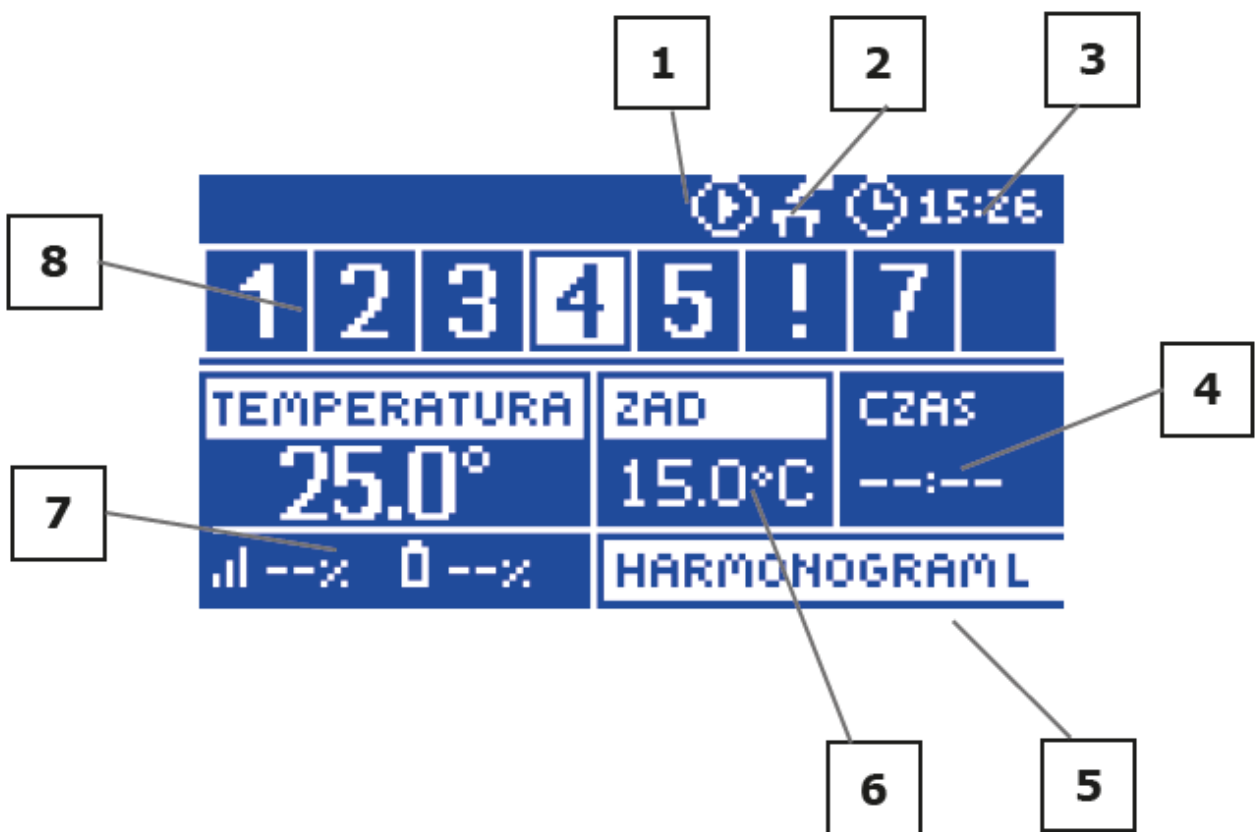 1 2 3
15:26
8
1 2 3 4 5 ! 7
TEMPERATURA ZAD CZAS
4
25.0° 15.0°C --:--
7
--% --% HARMONOGRAM L
6 5